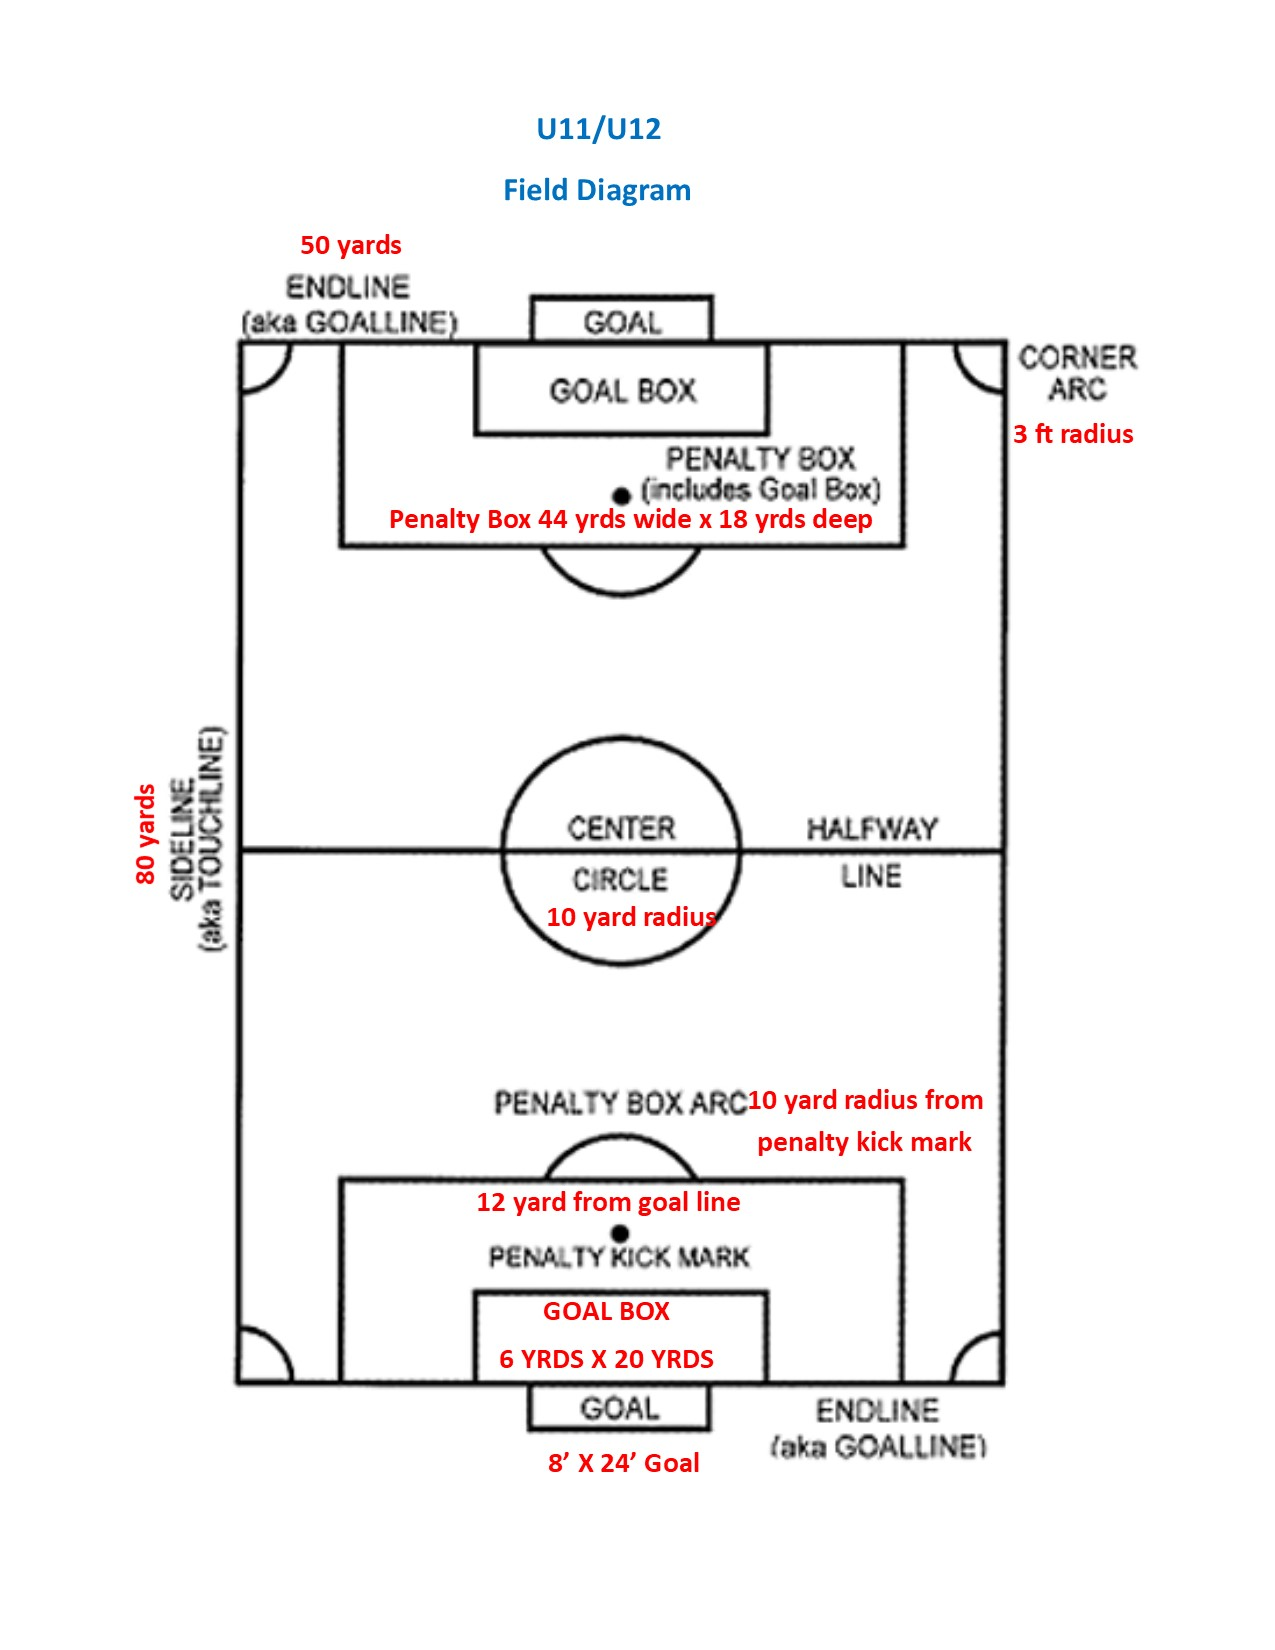 U11/U12
Field Diagram
50 yards
ENDLINE
(aka GOALLINE)
GOAL
CORNER
ARC
3 ft radius
GOAL BOX
PENALTY BOX
(includes Goal Box)
Penalty Box 44 yrds wide x 18 yrds deep
80 yards
SIDELINE
(aka TOUCHLINE)
CENTER
HALFWAY
CIRCLE
LINE
10 yard radius
PENALTY BOX ARC 10 yard radius from
penalty kick mark
12 yard from goal line
PENALTY KICK MARK
GOAL BOX
6 YRDS X 20 YRDS
GOAL
ENDLINE
(aka GOALLINE)
8’ X 24’ Goal